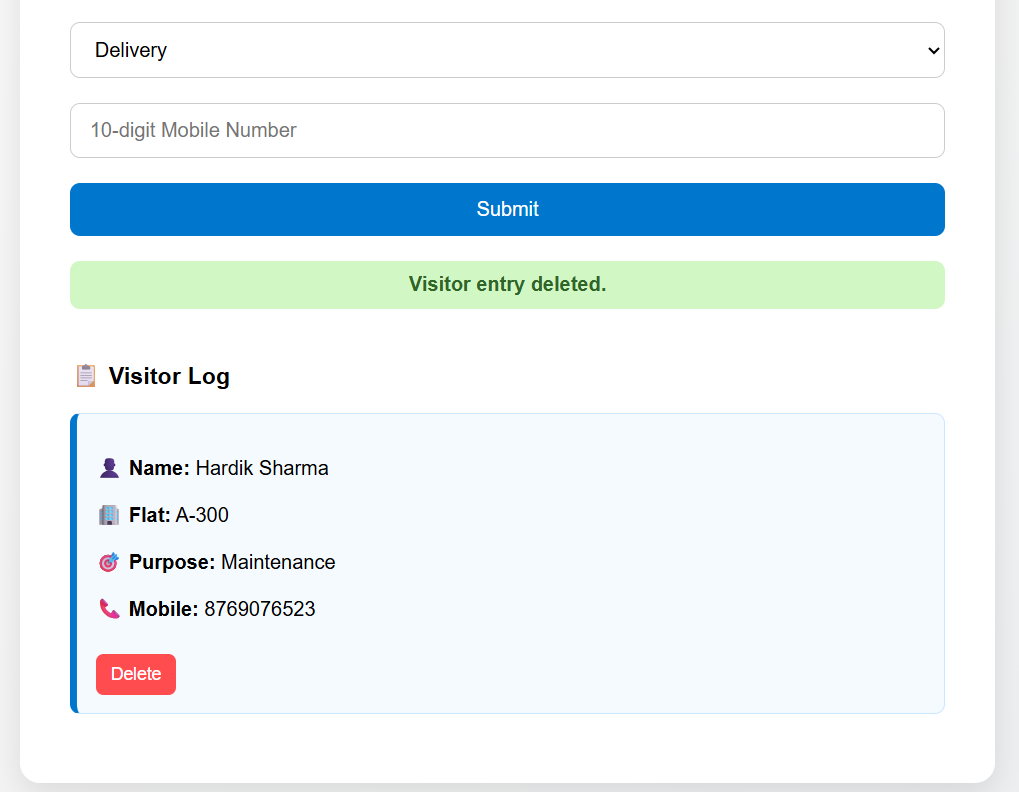 Delivery
10-digit Mobile Number
Submit
Visitor entry deleted.
Visitor Log
Name: Hardik Sharma
Flat: A-300
Purpose: Maintenance
Mobile: 8769076523
Delete